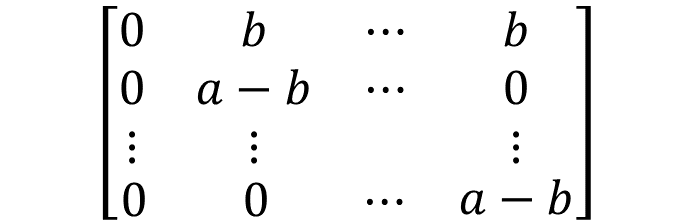 0 b ⋯ b
0 a − b ⋯ 0
⋮ ⋮ ⋮
0 0 ⋯ a − b